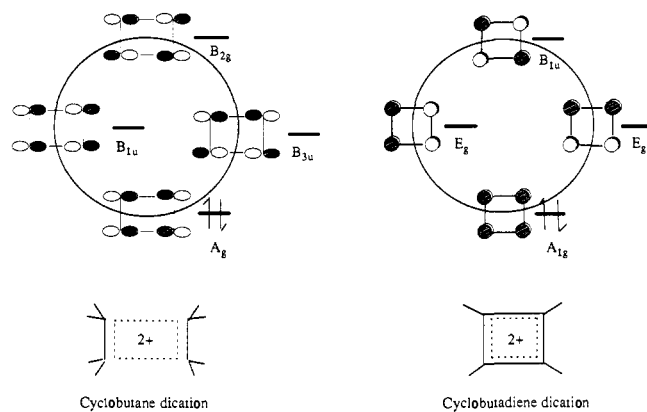 B2g
B1u
B3u
Ag
2+
Cyclobutane dication
B1u
Eg
Eg
A1g
2+
Cyclobutadiene dication